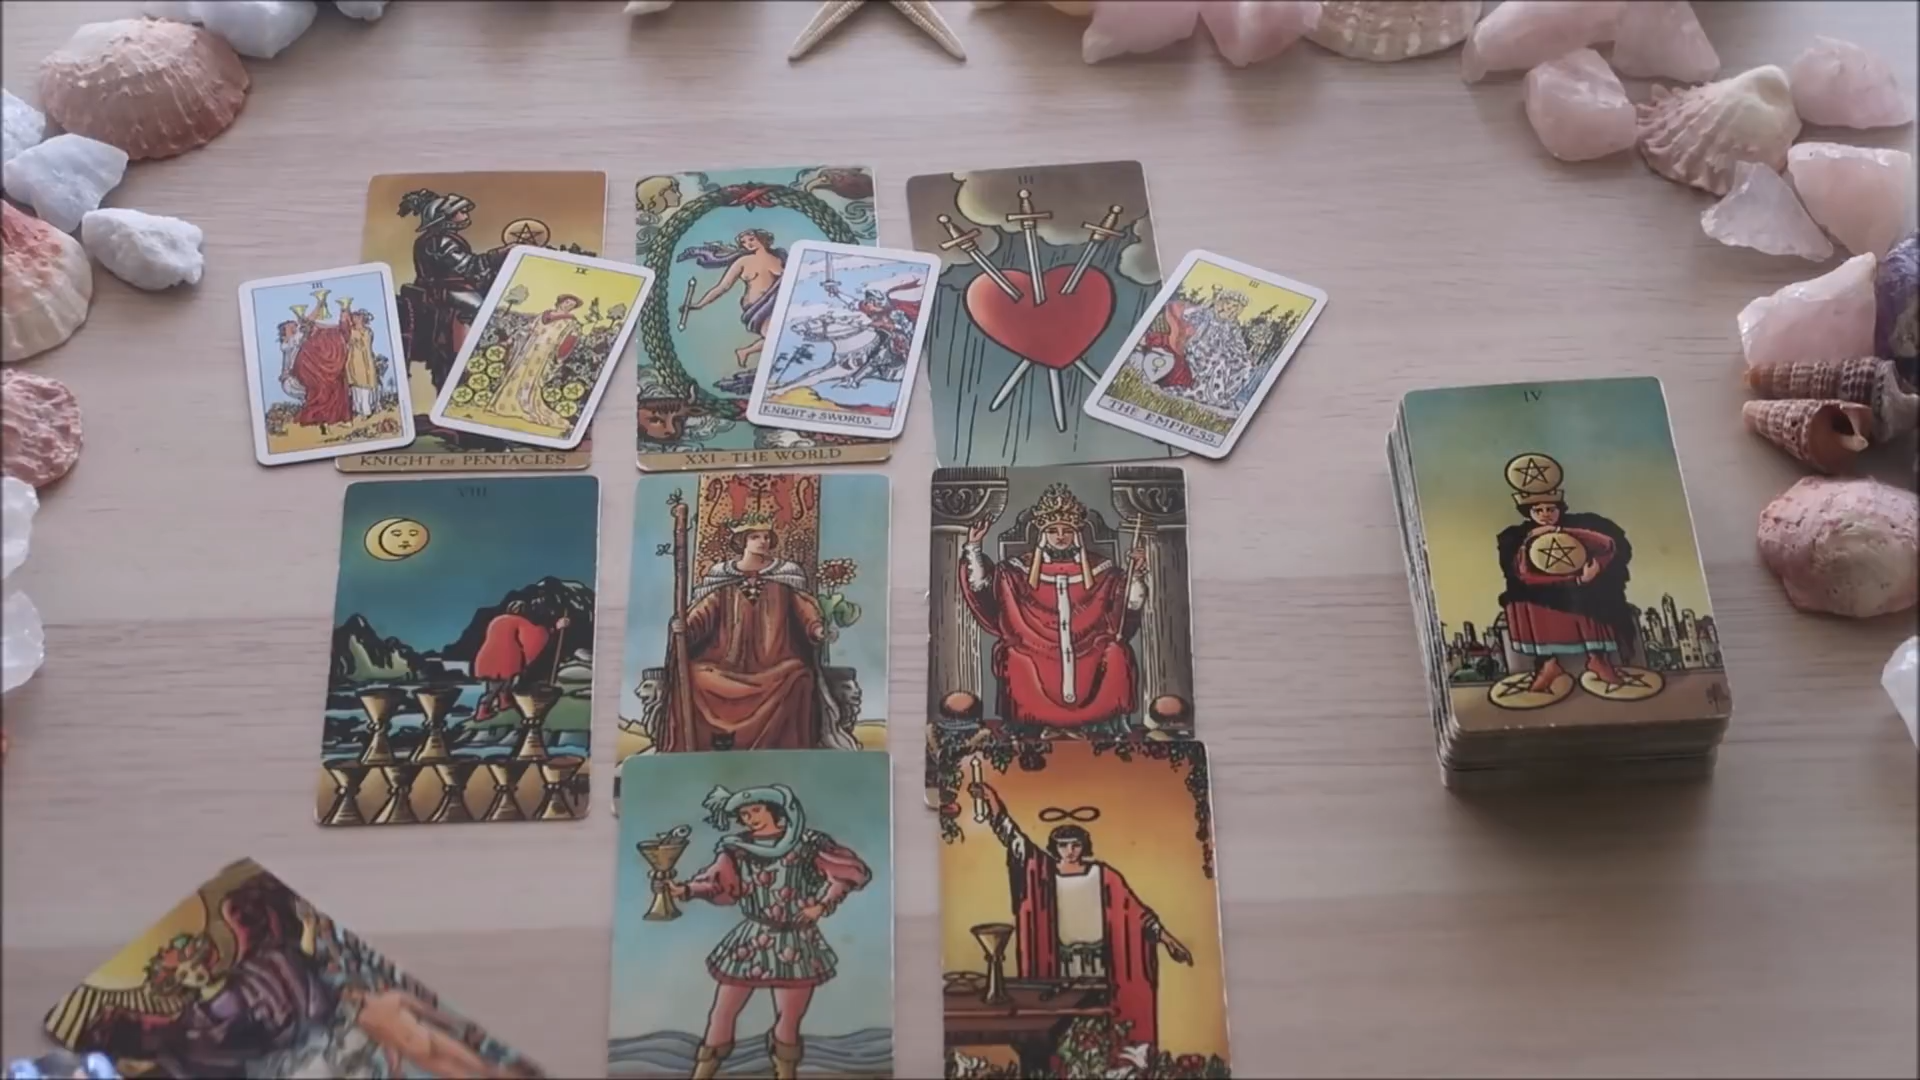 III
IX
III
III
KNIGHT OF PENTACLES
XXI - THE WORLD
KNIGHT of SWORDS.
THE EMPRESS.
VIII
IV